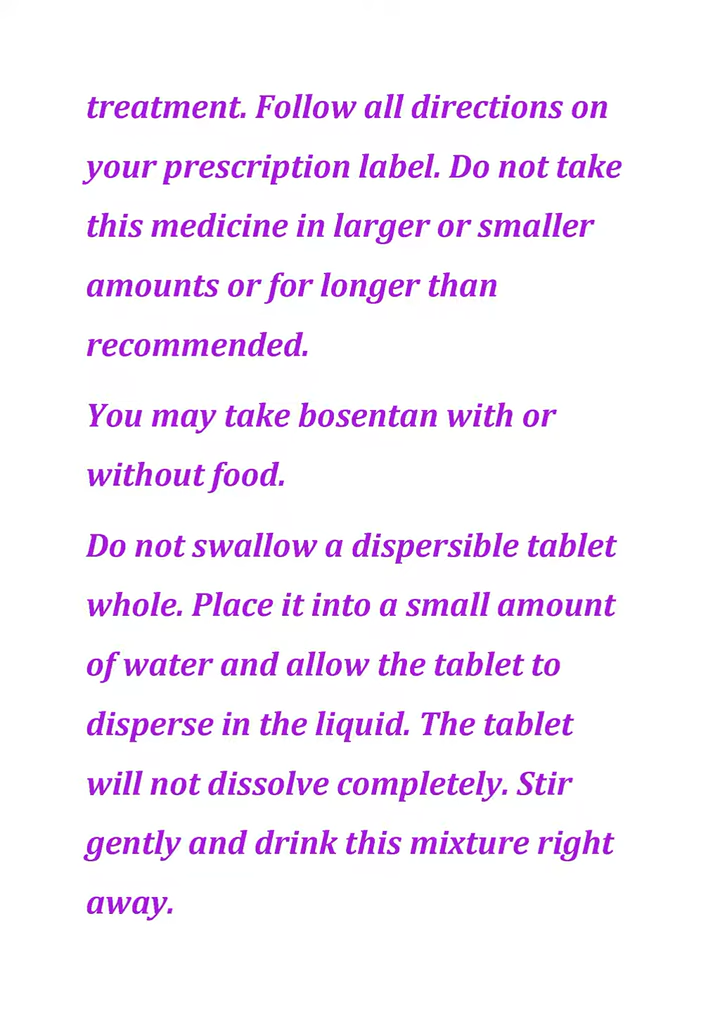 treatment. Follow all directions on
your prescription label. Do not take
this medicine in larger or smaller
amounts or for longer than
recommended.
You may take bosentan with or
without food.
Do not swallow a dispersible tablet
whole. Place it into a small amount
of water and allow the tablet to
disperse in the liquid. The tablet
will not dissolve completely. Stir
gently and drink this mixture right
away.